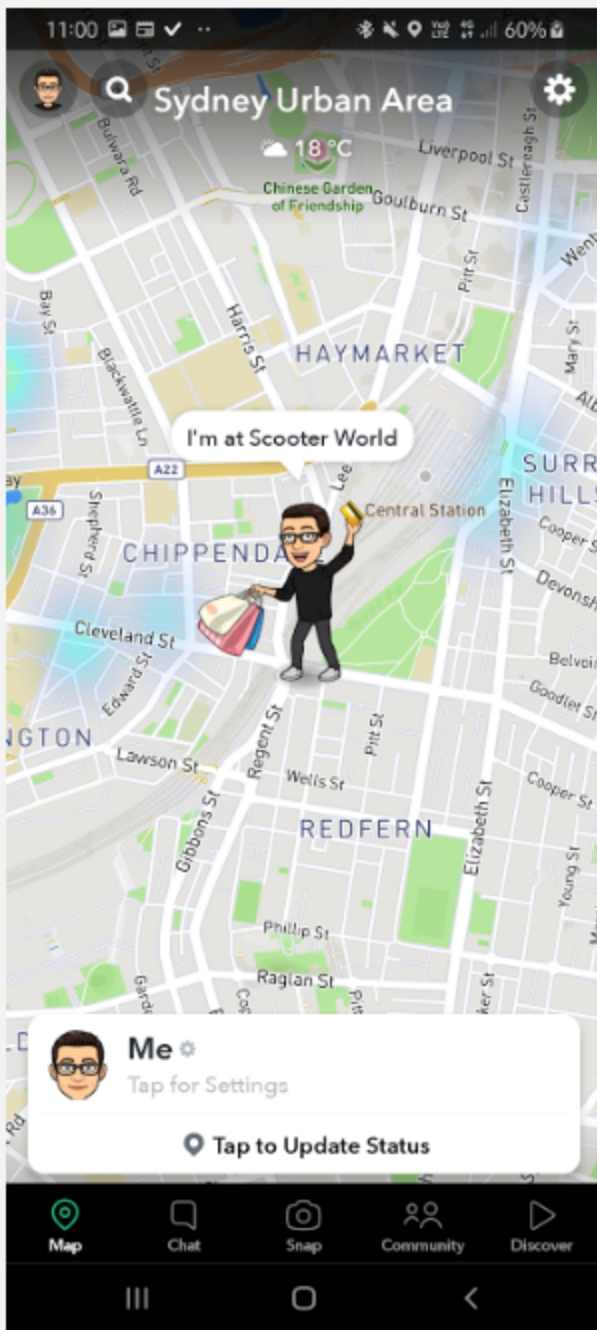 11:00
60%
Sydney Urban Area
18 °C
Bulwara Rd
Liverpool St
Castlereagh St
Chinese Garden
of Friendship
Goulburn St
Pitt St
Bay St
Harris St
HAYMARKET
Mary St
Blackwattle Ln
I'm at Scooter World
A22
Lee
SURR
HILLS
A36
Shepherd St
Central Station
Elizabeth St
Cooper S
CHIPPENDA
Devonsh
Cleveland St
Edward St
Belvoi
Goodlet St
NGTON
Regent St
Pitt St
Lawson St
Wells St
Cooper St
Gibbons St
Elizabeth St
REDFERN
Young St
Phillip St
Raglan St
Me
Tap for Settings
Rd
Tap to Update Status
Map
Chat
Snap
Community
Discover